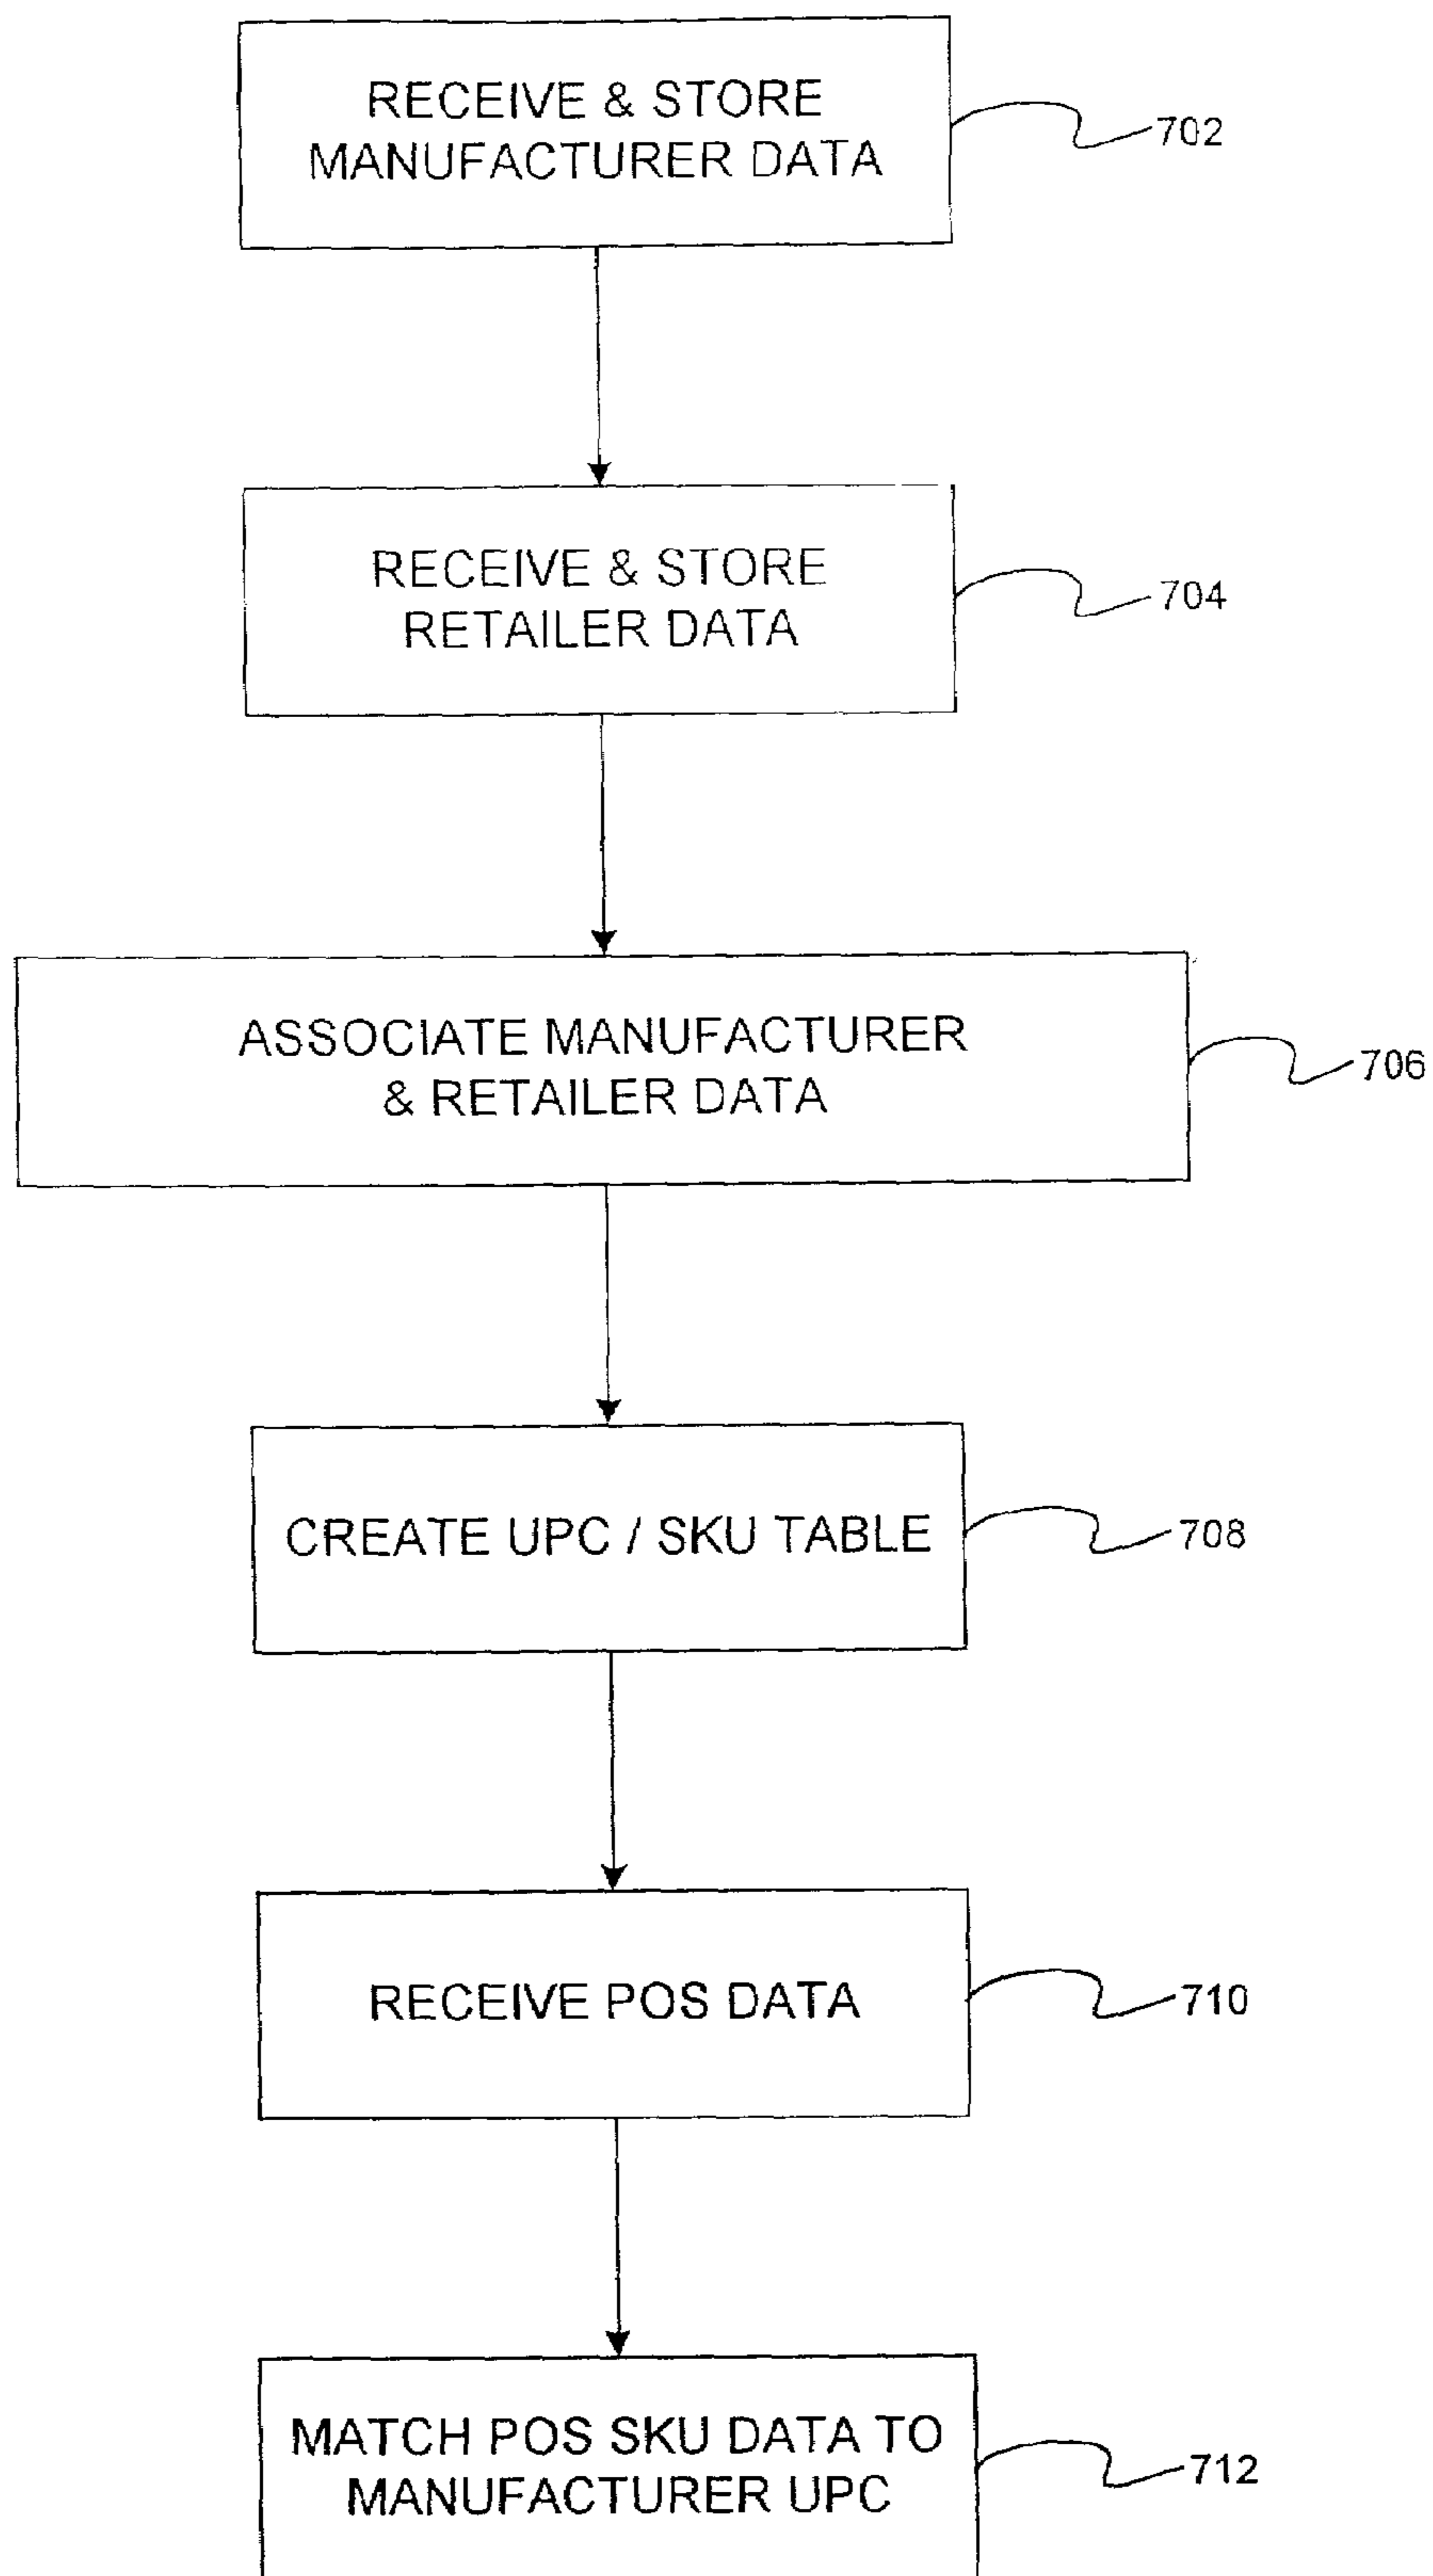 RECEIVE & STORE
MANUFACTURER DATA
702
RECEIVE & STORE
RETAILER DATA
704
ASSOCIATE MANUFACTURER
& RETAILER DATA
706
CREATE UPC / SKU TABLE
708
RECEIVE POS DATA
710
MATCH POS SKU DATA TO
MANUFACTURER UPC
712